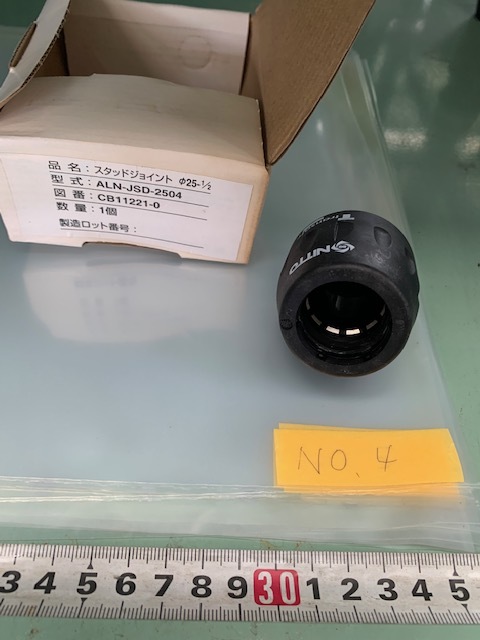 品 名：スタッドジョイント φ25-1/2
型 式：ALN-JSD-2504
図 番：CB11221-0
数 量：1個
製造ロット番号：
NITTO
NO. 4
3 4 5 6 7 8 9 30 1 2 3 4 5